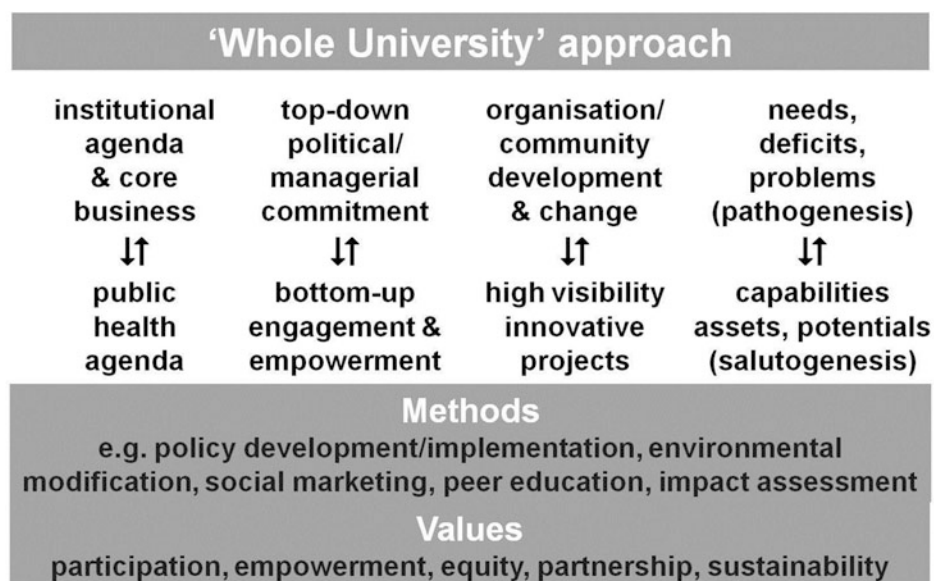 ‘Whole University’ approach
institutional
agenda
& core
business
↓↑
public
health
agenda
top-down
political/
managerial
commitment
↓↑
bottom-up
engagement &
empowerment
organisation/
community
development
& change
↓↑
high visibility
innovative
projects
needs,
deficits,
problems
(pathogenesis)
↓↑
capabilities
assets, potentials
(salutogenesis)
Methods
e.g. policy development/implementation, environmental
modification, social marketing, peer education, impact assessment
Values
participation, empowerment, equity, partnership, sustainability